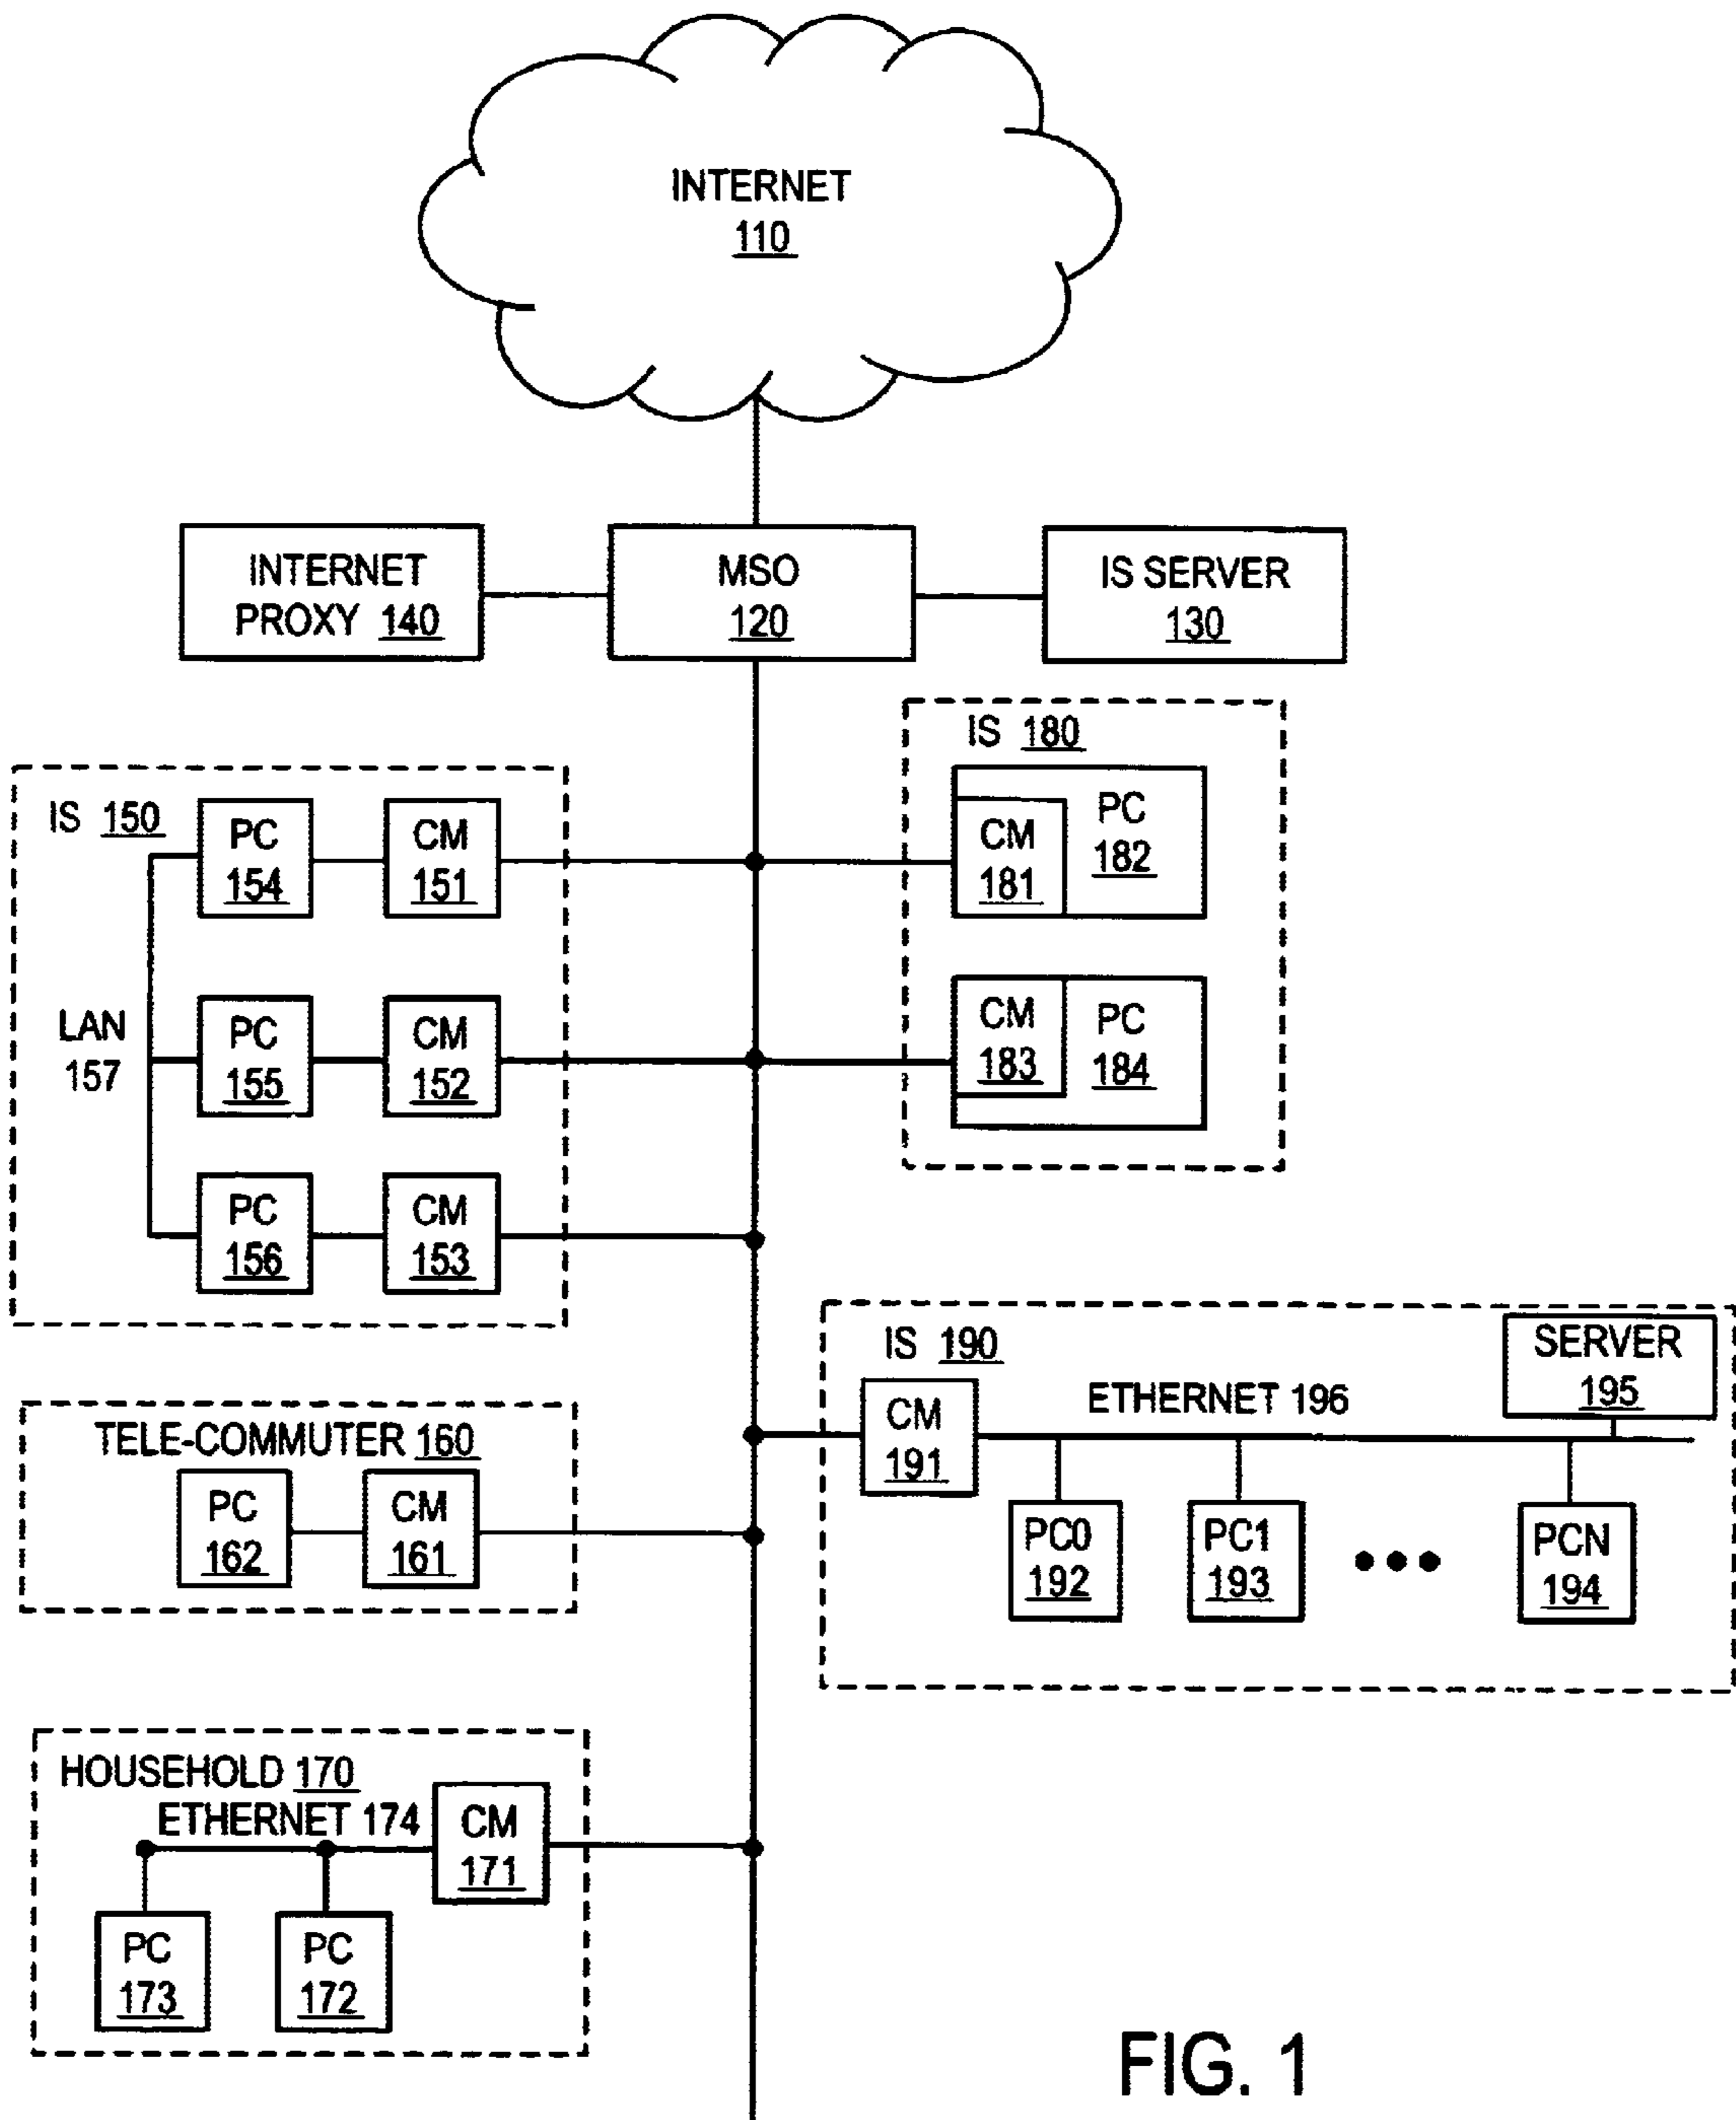 INTERNET
110
INTERNET
PROXY 140
MSO
120
IS SERVER
130
IS 150
PC
154
CM
151
LAN
157
PC
155
CM
152
PC
156
CM
153
IS 180
CM
181
PC
182
CM
183
PC
184
IS 190
CM
191
ETHERNET 196
SERVER
195
PC0
192
PC1
193
PCN
194
TELE-COMMUTER 160
PC
162
CM
161
HOUSEHOLD 170
ETHERNET 174
CM
171
PC
173
PC
172
FIG. 1